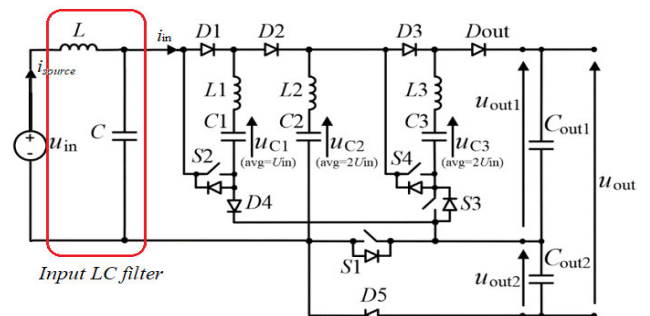 L
i_in
D1
D2
D3
Dout
i_source
L1
L2
L3
u_out1
C_out1
C
C1
C2
C3
u_in
u_C1
(avg=Uin)
u_C2
(avg=2Uin)
u_C3
(avg=2Uin)
S2
S4
u_out
D4
S3
Input LC filter
S1
u_out2
C_out2
D5